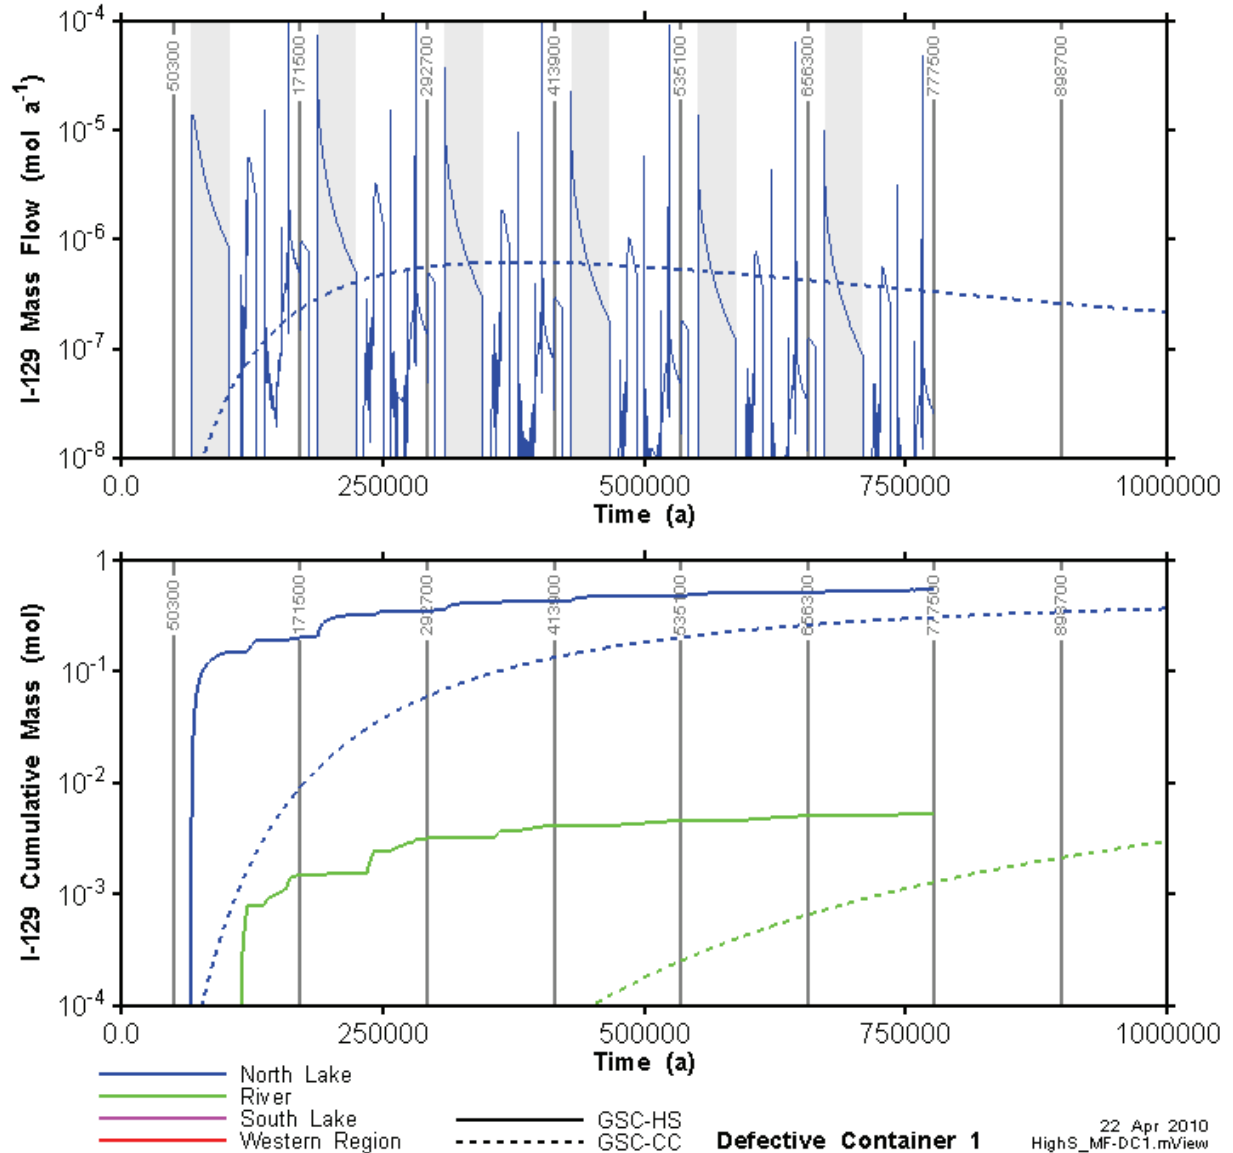 10-4
10-5
10-6
10-7
10-8
I-129 Mass Flow (mol a-1)
50300
171500
292700
413900
535100
656300
777500
898700
0.0 250000 500000 750000 1000000
Time (a)
1
10-1
10-2
10-3
10-4
I-129 Cumulative Mass (mol)
50300
171500
292700
413900
535100
656300
777500
898700
0.0 250000 500000 750000 1000000
Time (a)
North Lake
River
South Lake
Western Region
GSC-HS
GSC-CC
Defective Container 1
22 Apr 2010
HighS_MF-DC1.mView